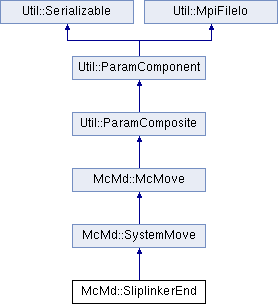 Util::Serializable Util::MpiFileIo
Util::ParamComponent
Util::ParamComposite
McMd::McMove
McMd::SystemMove
McMd::SliplinkerEnd